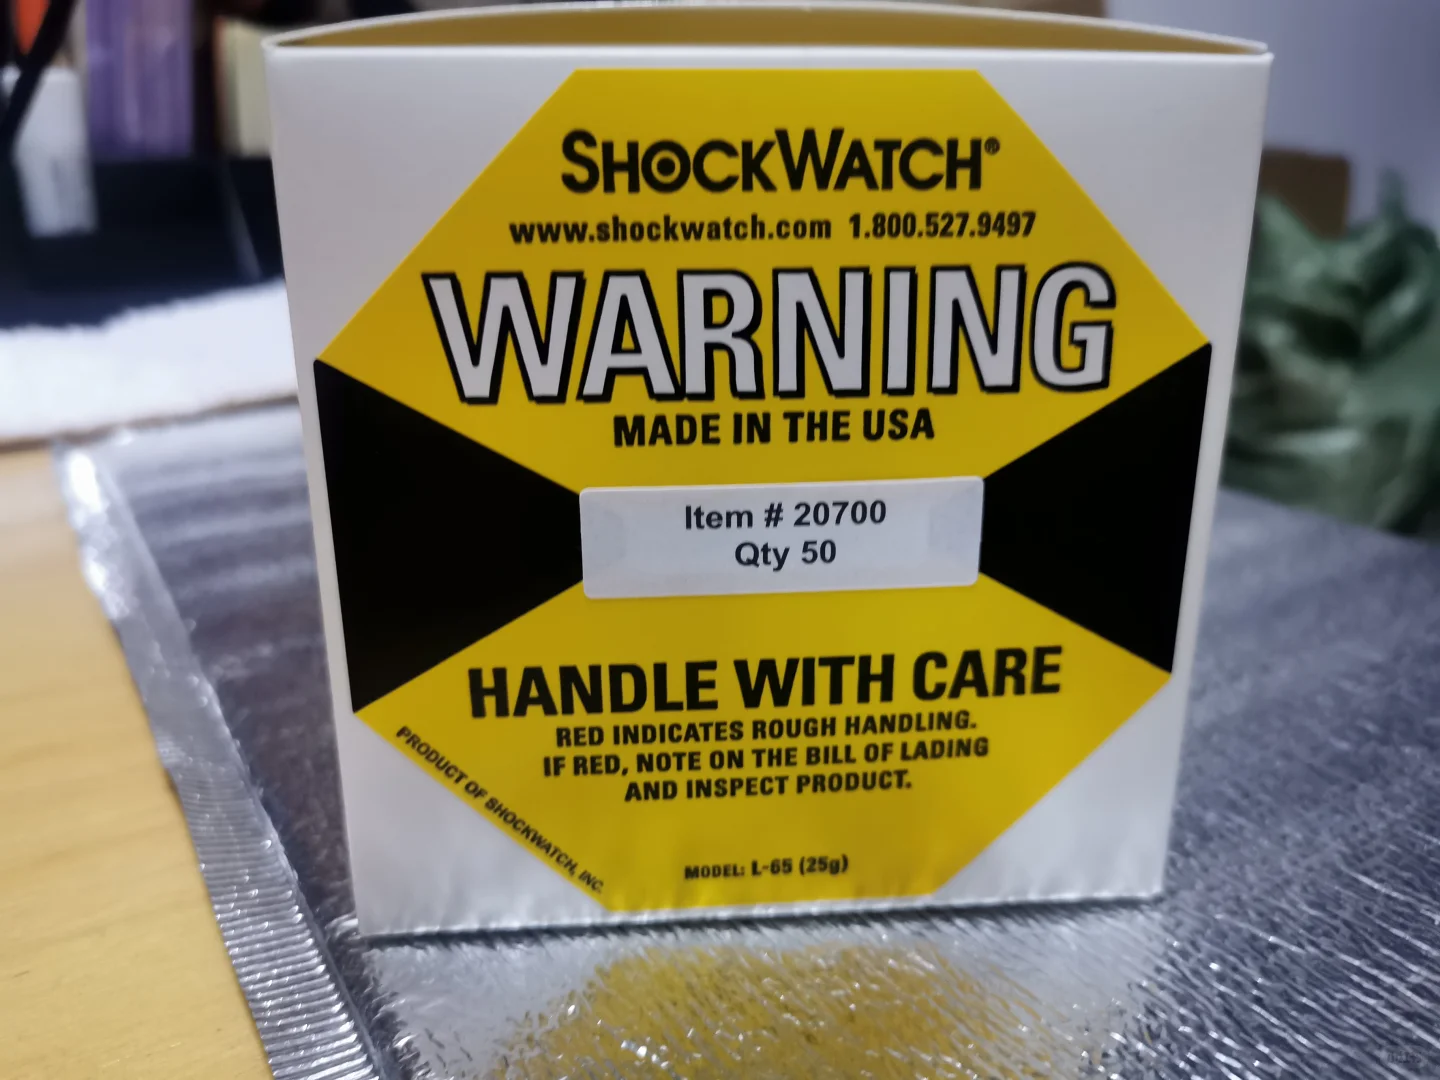 SHOCKWATCH®
www.shockwatch.com 1.800.527.9497
WARNING
MADE IN THE USA
Item # 20700
Qty 50
HANDLE WITH CARE
RED INDICATES ROUGH HANDLING.
IF RED, NOTE ON THE BILL OF LADING
AND INSPECT PRODUCT.
PRODUCT OF SHOCKWATCH, INC.
MODEL: L-65 (25g)